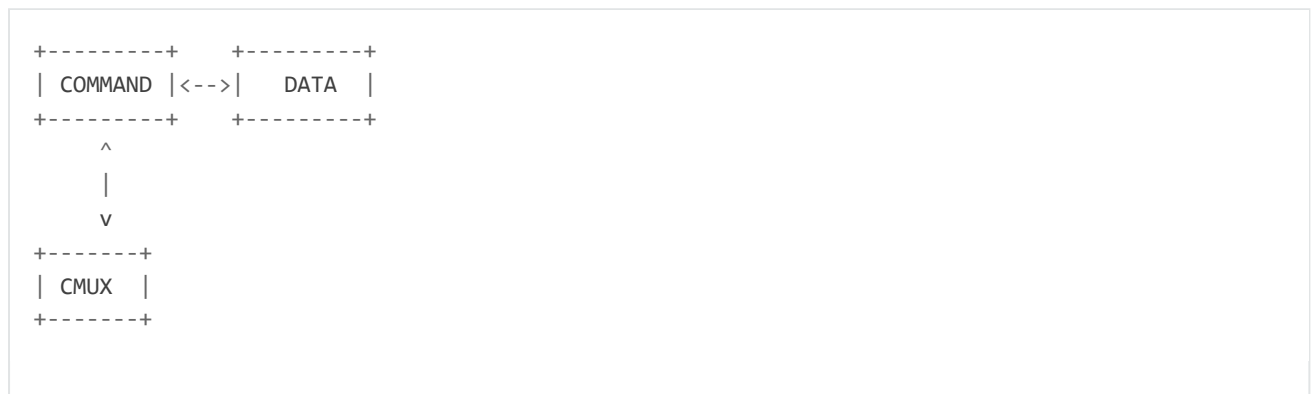 +---------+    +---------+
| COMMAND |<-->|   DATA  |
+---------+    +---------+
     ^
     |
     v
+-------+
| CMUX  |
+-------+